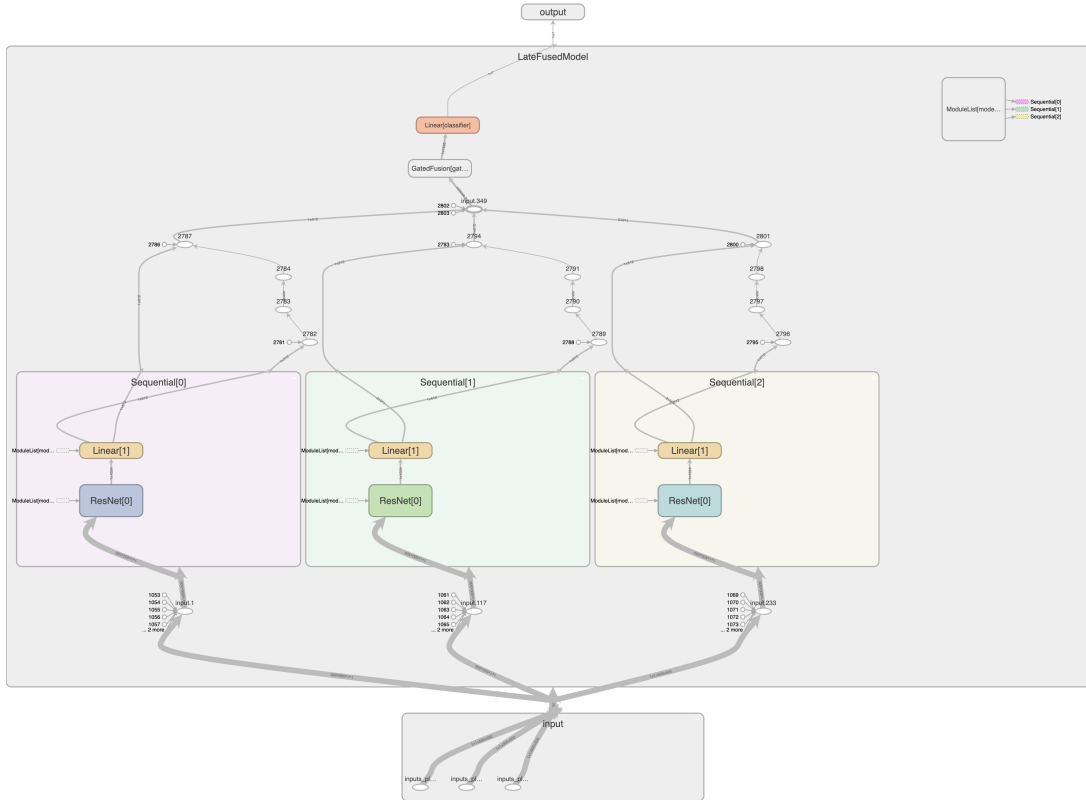 output
LateFusedModel
ModuleList[mode...
Sequential[0]
Sequential[1]
Sequential[2]
Linear[classifier]
GatedFusion[gat...
input.349
2802
2803
2787
2786
2794
2793
2801
2800
2784
2791
2798
2783
2790
2797
2782
2781
2789
2788
2796
2795
Sequential[0]
Sequential[1]
Sequential[2]
ModuleList[mod...
Linear[1]
ModuleList[mod...
Linear[1]
ModuleList[mod...
Linear[1]
ModuleList[mod...
ResNet[0]
ModuleList[mod...
ResNet[0]
ModuleList[mod...
ResNet[0]
1053
1054
1055
1056
1057
... 2 more
input.1
1061
1062
1063
1064
1065
... 2 more
input.117
1069
1070
1071
1072
1073
... 2 more
input.233
input
inputs_pl...
inputs_pl...
inputs_pl...